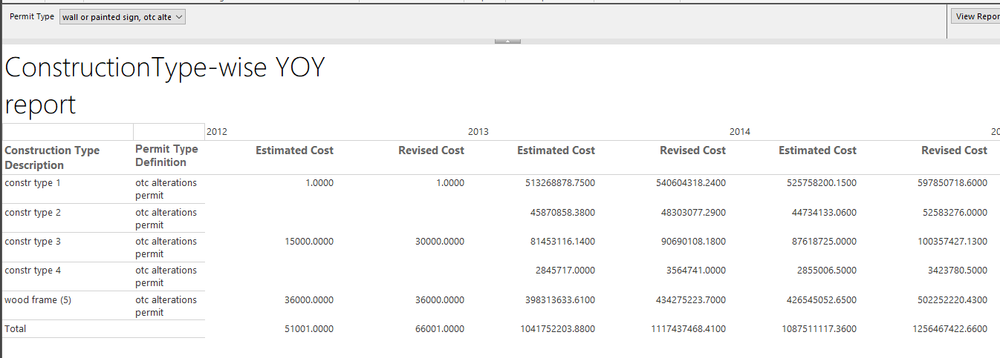 Permit Type wall or painted sign, otc alte View Repor
ConstructionType-wise YOY
report
2012 2013 2014 20
Construction Type Description Permit Type Definition Estimated Cost Revised Cost Estimated Cost Revised Cost Estimated Cost Revised Cost
constr type 1 otc alterations permit 1.0000 1.0000 513268878.7500 540604318.2400 525758200.1500 597850718.6000
constr type 2 otc alterations permit 45870858.3800 48303077.2900 44734133.0600 52583276.0000
constr type 3 otc alterations permit 15000.0000 30000.0000 81453116.1400 90690108.1800 87618725.0000 100357427.1300
constr type 4 otc alterations permit 2845717.0000 3564741.0000 2855006.5000 3423780.5000
wood frame (5) otc alterations permit 36000.0000 36000.0000 398313633.6100 434275223.7000 426545052.6500 502252220.4300
Total 51001.0000 66001.0000 1041752203.8800 1117437468.4100 1087511117.3600 1256467422.6600